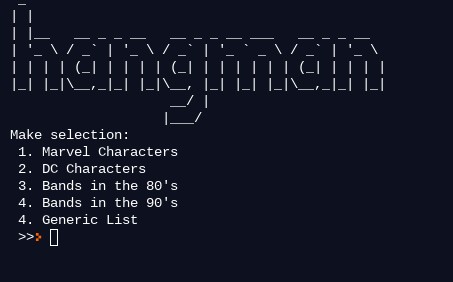 hangman
Make selection:
1. Marvel Characters
2. DC Characters
3. Bands in the 80's
4. Bands in the 90's
4. Generic List
>>>